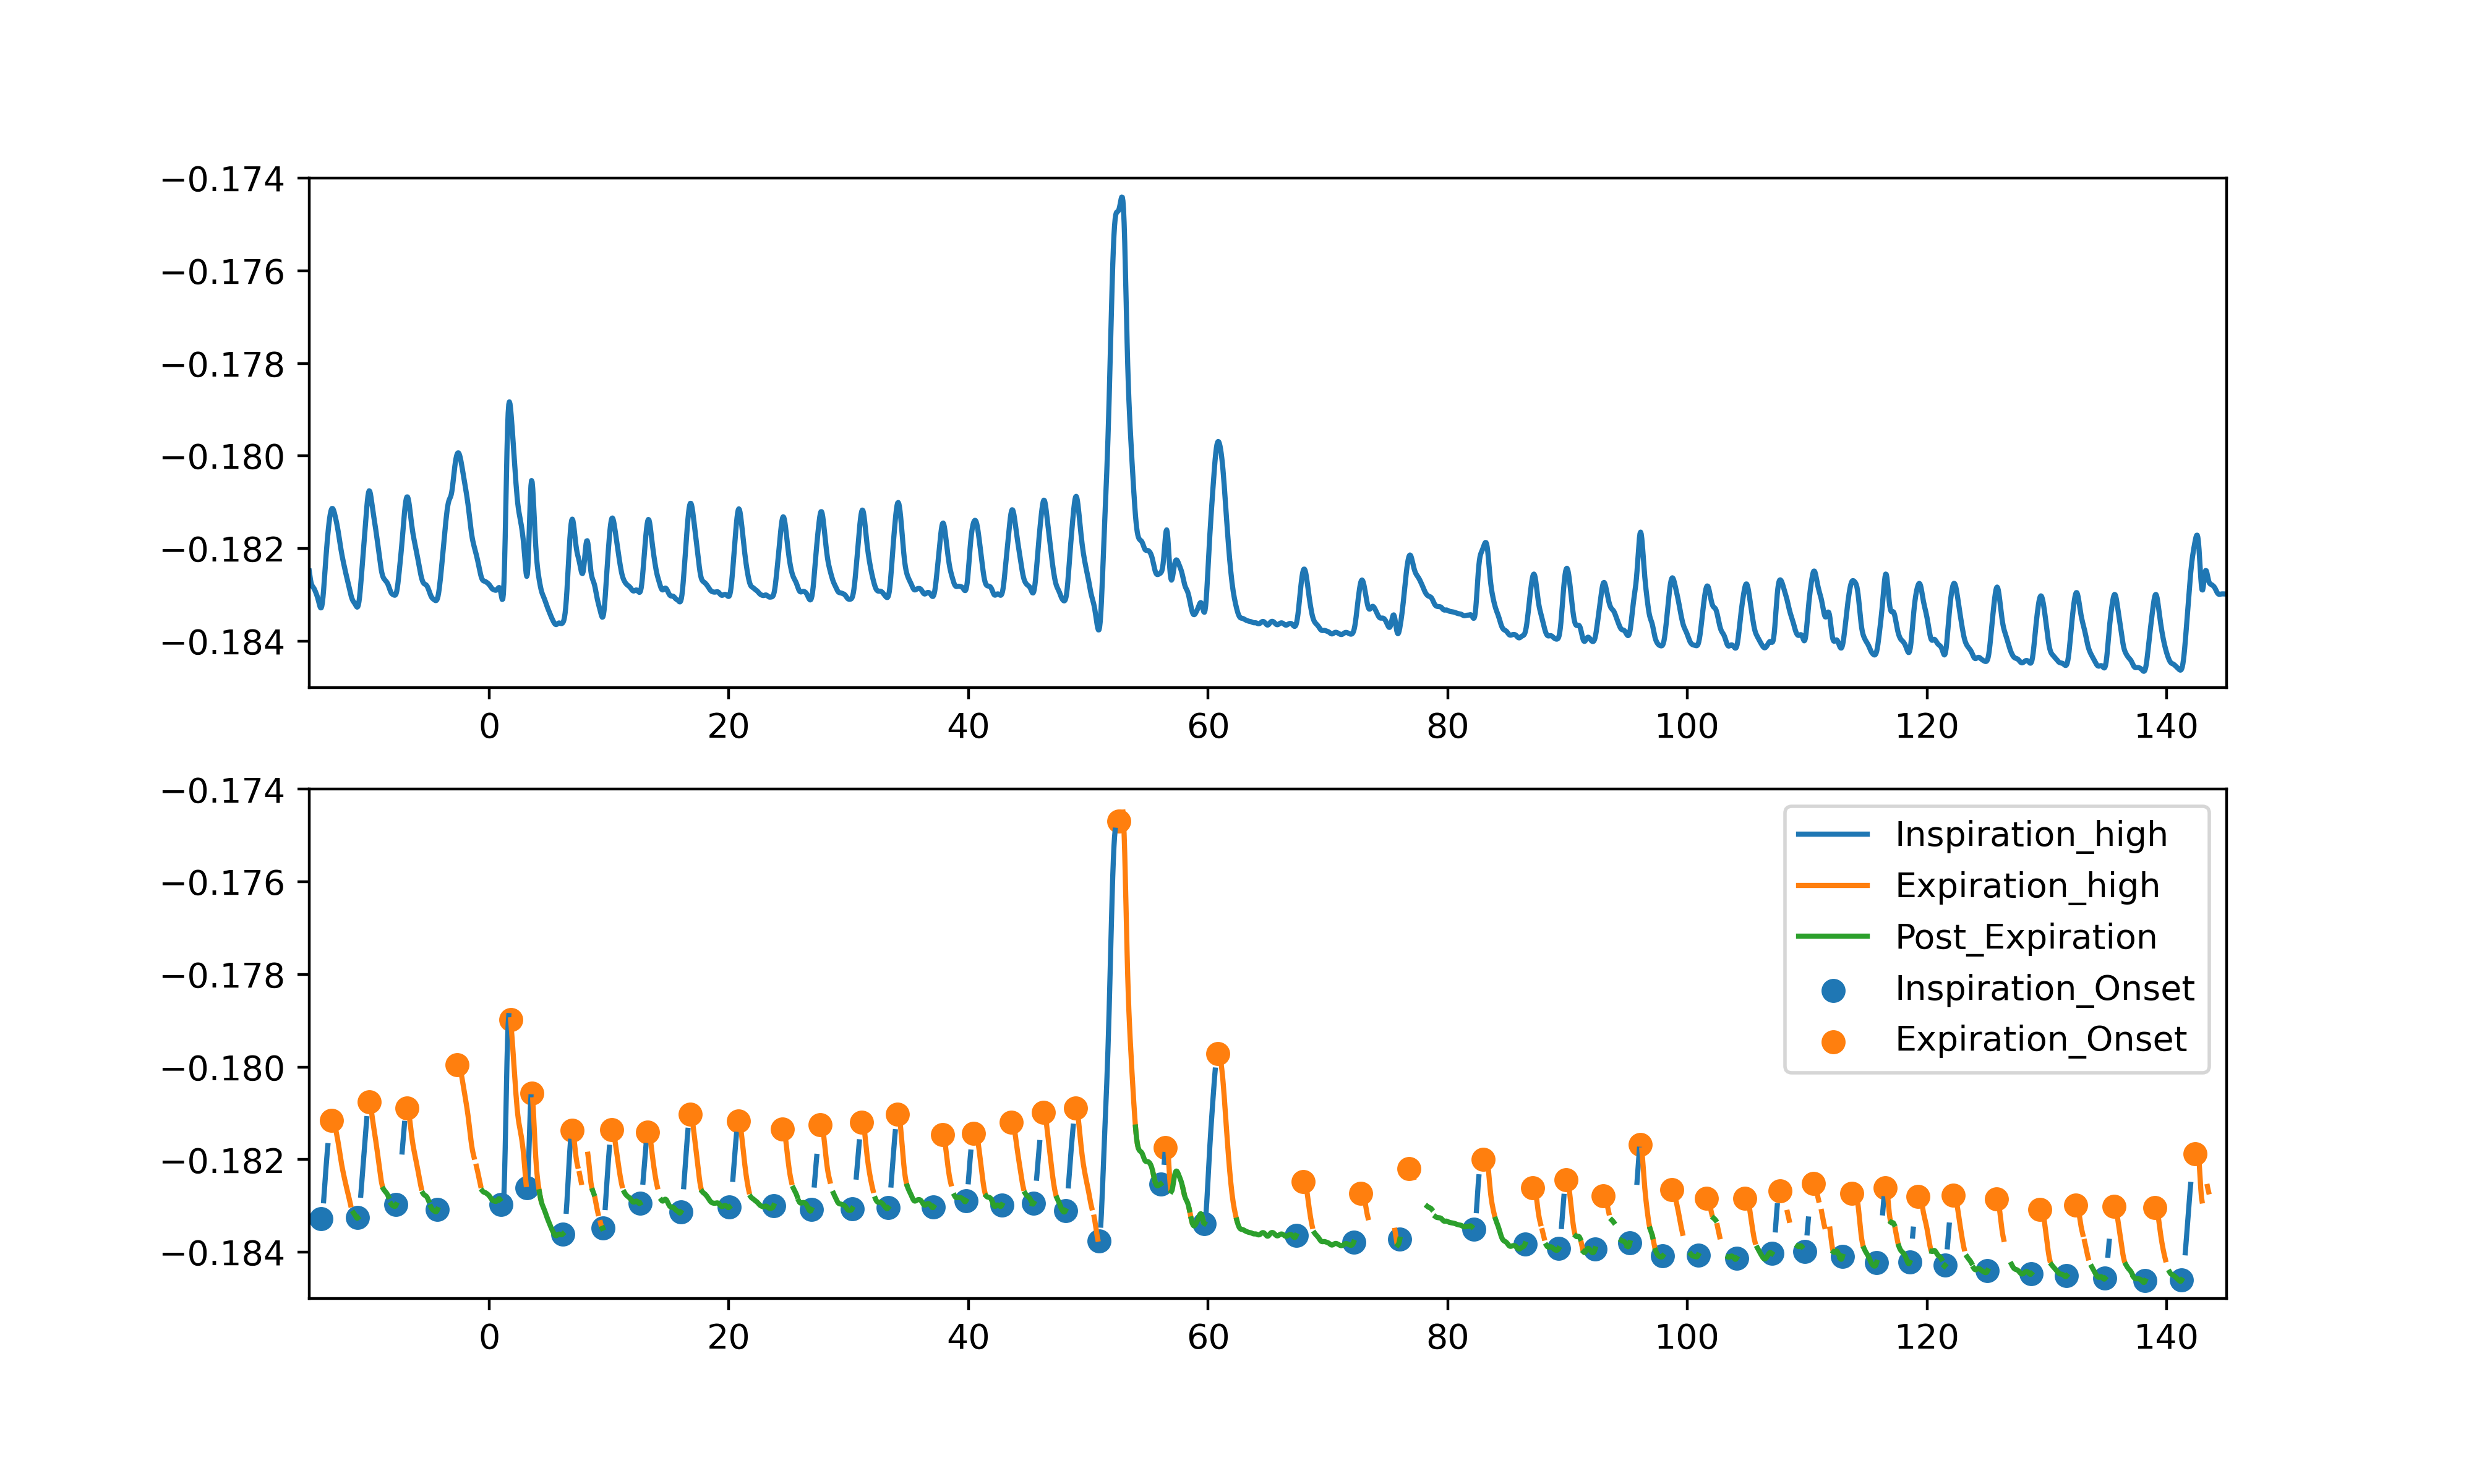 −0.174
−0.176
−0.178
−0.180
−0.182
−0.184
0 20 40 60 80 100 120 140
−0.174
−0.176
−0.178
−0.180
−0.182
−0.184
0 20 40 60 80 100 120 140
Inspiration_high
Expiration_high
Post_Expiration
Inspiration_Onset
Expiration_Onset